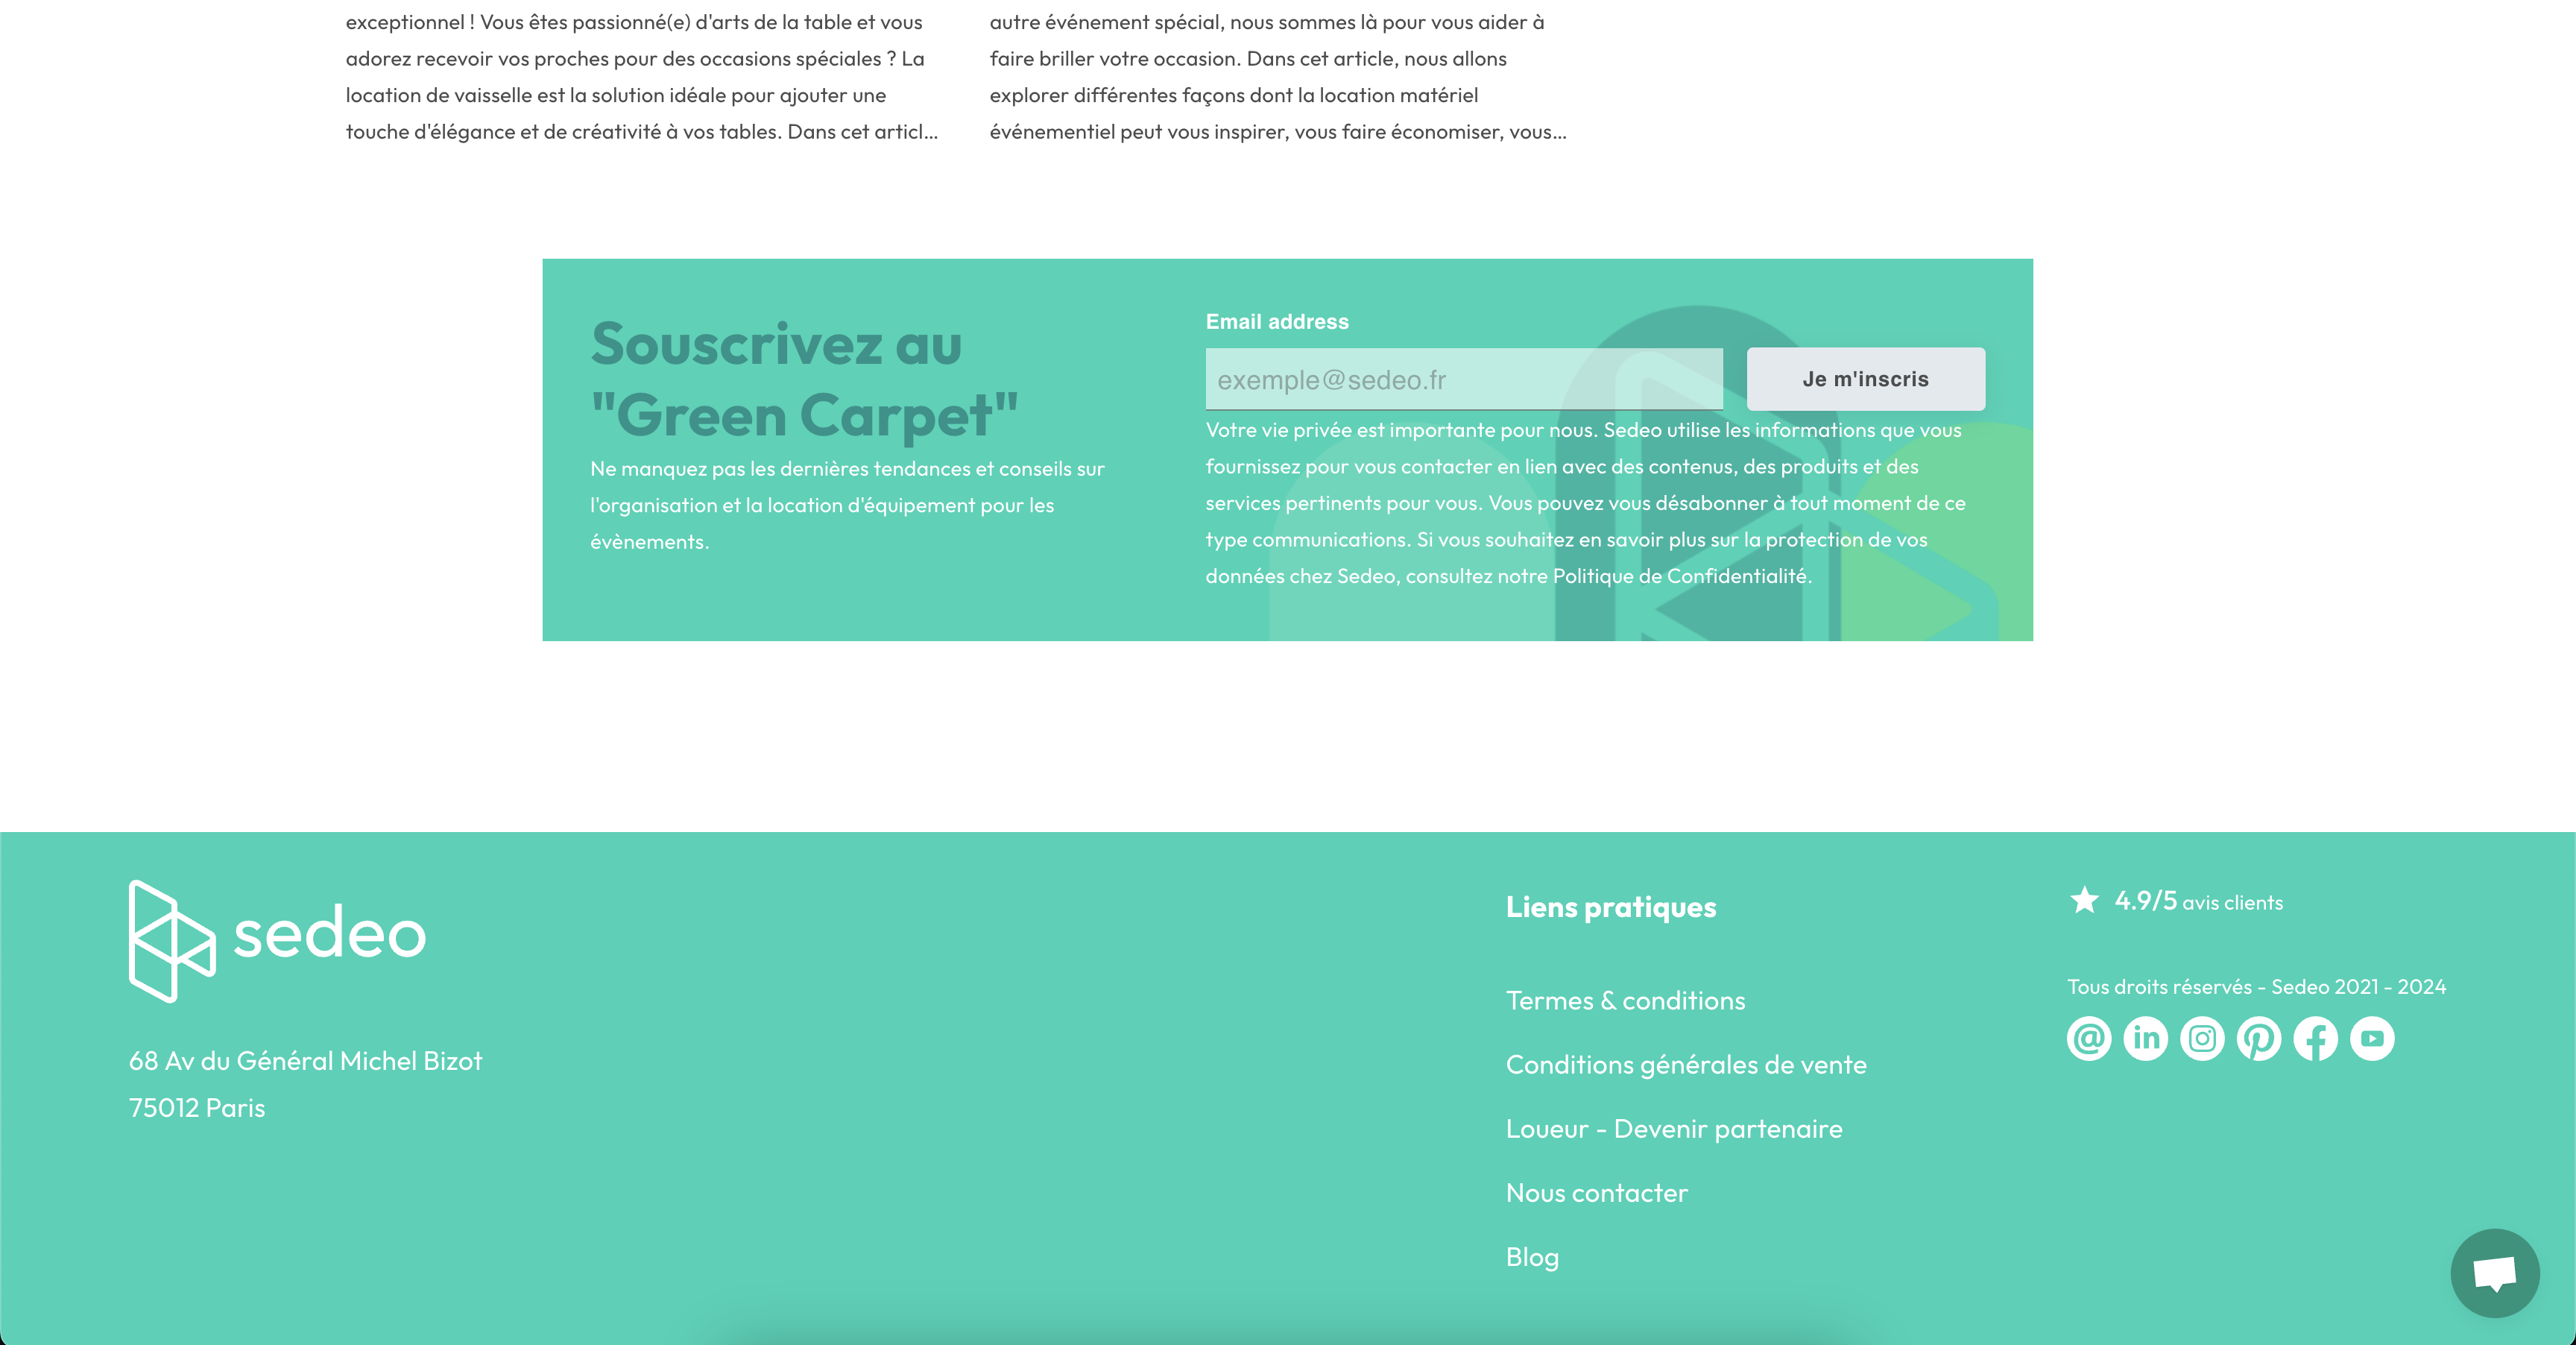 exceptionnel ! Vous êtes passionné(e) d'arts de la table et vous
adorez recevoir vos proches pour des occasions spéciales ? La
location de vaisselle est la solution idéale pour ajouter une
touche d'élégance et de créativité à vos tables. Dans cet articl…
autre événement spécial, nous sommes là pour vous aider à
faire briller votre occasion. Dans cet article, nous allons
explorer différentes façons dont la location matériel
événementiel peut vous inspirer, vous faire économiser, vous…
Souscrivez au
"Green Carpet"
Ne manquez pas les dernières tendances et conseils sur
l'organisation et la location d'équipement pour les
évènements.
Email address
exemple@sedeo.fr
Je m'inscris
Votre vie privée est importante pour nous. Sedeo utilise les informations que vous
fournissez pour vous contacter en lien avec des contenus, des produits et des
services pertinents pour vous. Vous pouvez vous désabonner à tout moment de ce
type communications. Si vous souhaitez en savoir plus sur la protection de vos
données chez Sedeo, consultez notre Politique de Confidentialité.
sedeo
68 Av du Général Michel Bizot
75012 Paris
Liens pratiques
Termes & conditions
Conditions générales de vente
Loueur - Devenir partenaire
Nous contacter
Blog
4.9/5 avis clients
Tous droits réservés - Sedeo 2021 - 2024